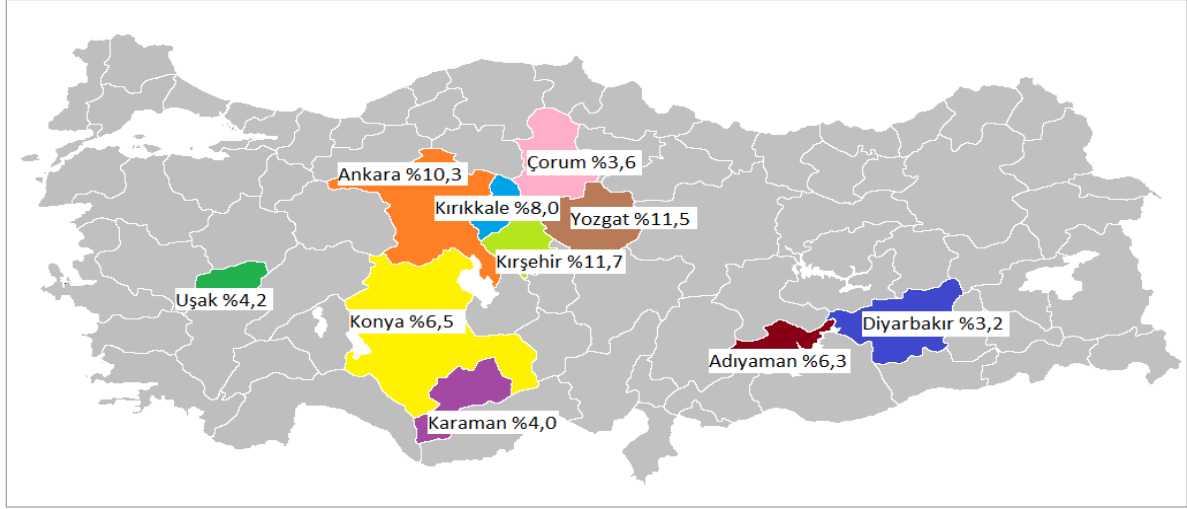 Çorum %3,6
Ankara %10,3
Kırıkkale %8,0
Yozgat %11,5
Kırşehir %11,7
Uşak %4,2
Konya %6,5
Diyarbakır %3,2
Adıyaman %6,3
Karaman %4,0